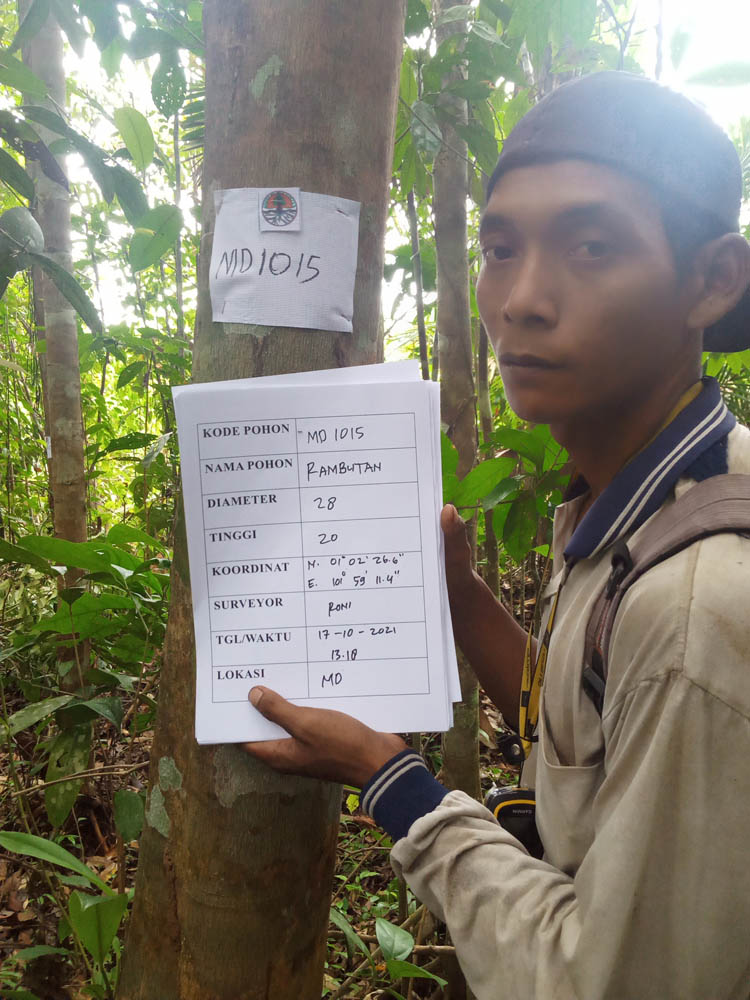 MD1015
KODE POHON MD 1015
NAMA POHON RAMBUTAN
DIAMETER 28
TINGGI 20
KOORDINAT N. 01° 02' 26.6"
E. 101° 59' 11.4"
SURVEYOR RONI
TGL/WAKTU 17-10-2021
13.18
LOKASI MD
GARMIN